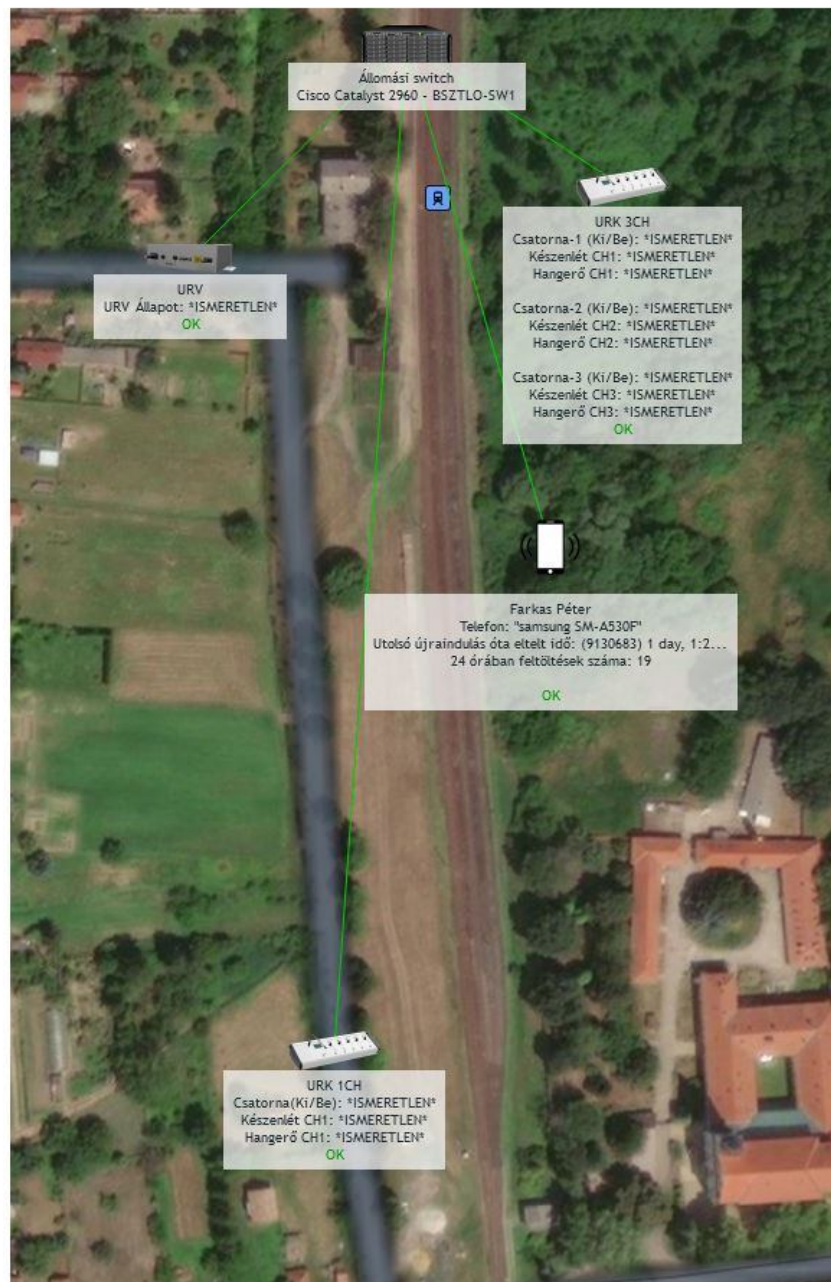 Állomási switch
Cisco Catalyst 2960 - BSZTLO-SW1
URV
URV Állapot: *ISMERETLEN*
OK
URK 3CH
Csatorna-1 (Ki/Be): *ISMERETLEN*
Készenlét CH1: *ISMERETLEN*
Hangerő CH1: *ISMERETLEN*
Csatorna-2 (Ki/Be): *ISMERETLEN*
Készenlét CH2: *ISMERETLEN*
Hangerő CH2: *ISMERETLEN*
Csatorna-3 (Ki/Be): *ISMERETLEN*
Készenlét CH3: *ISMERETLEN*
Hangerő CH3: *ISMERETLEN*
OK
Farkas Péter
Telefon: "samsung SM-A530F"
Utolsó újraindulás óta eltelt idő: (9130683) 1 day, 1:2...
24 órában feltöltések száma: 19
OK
URK 1CH
Csatorna(Ki/Be): *ISMERETLEN*
Készenlét CH1: *ISMERETLEN*
Hangerő CH1: *ISMERETLEN*
OK